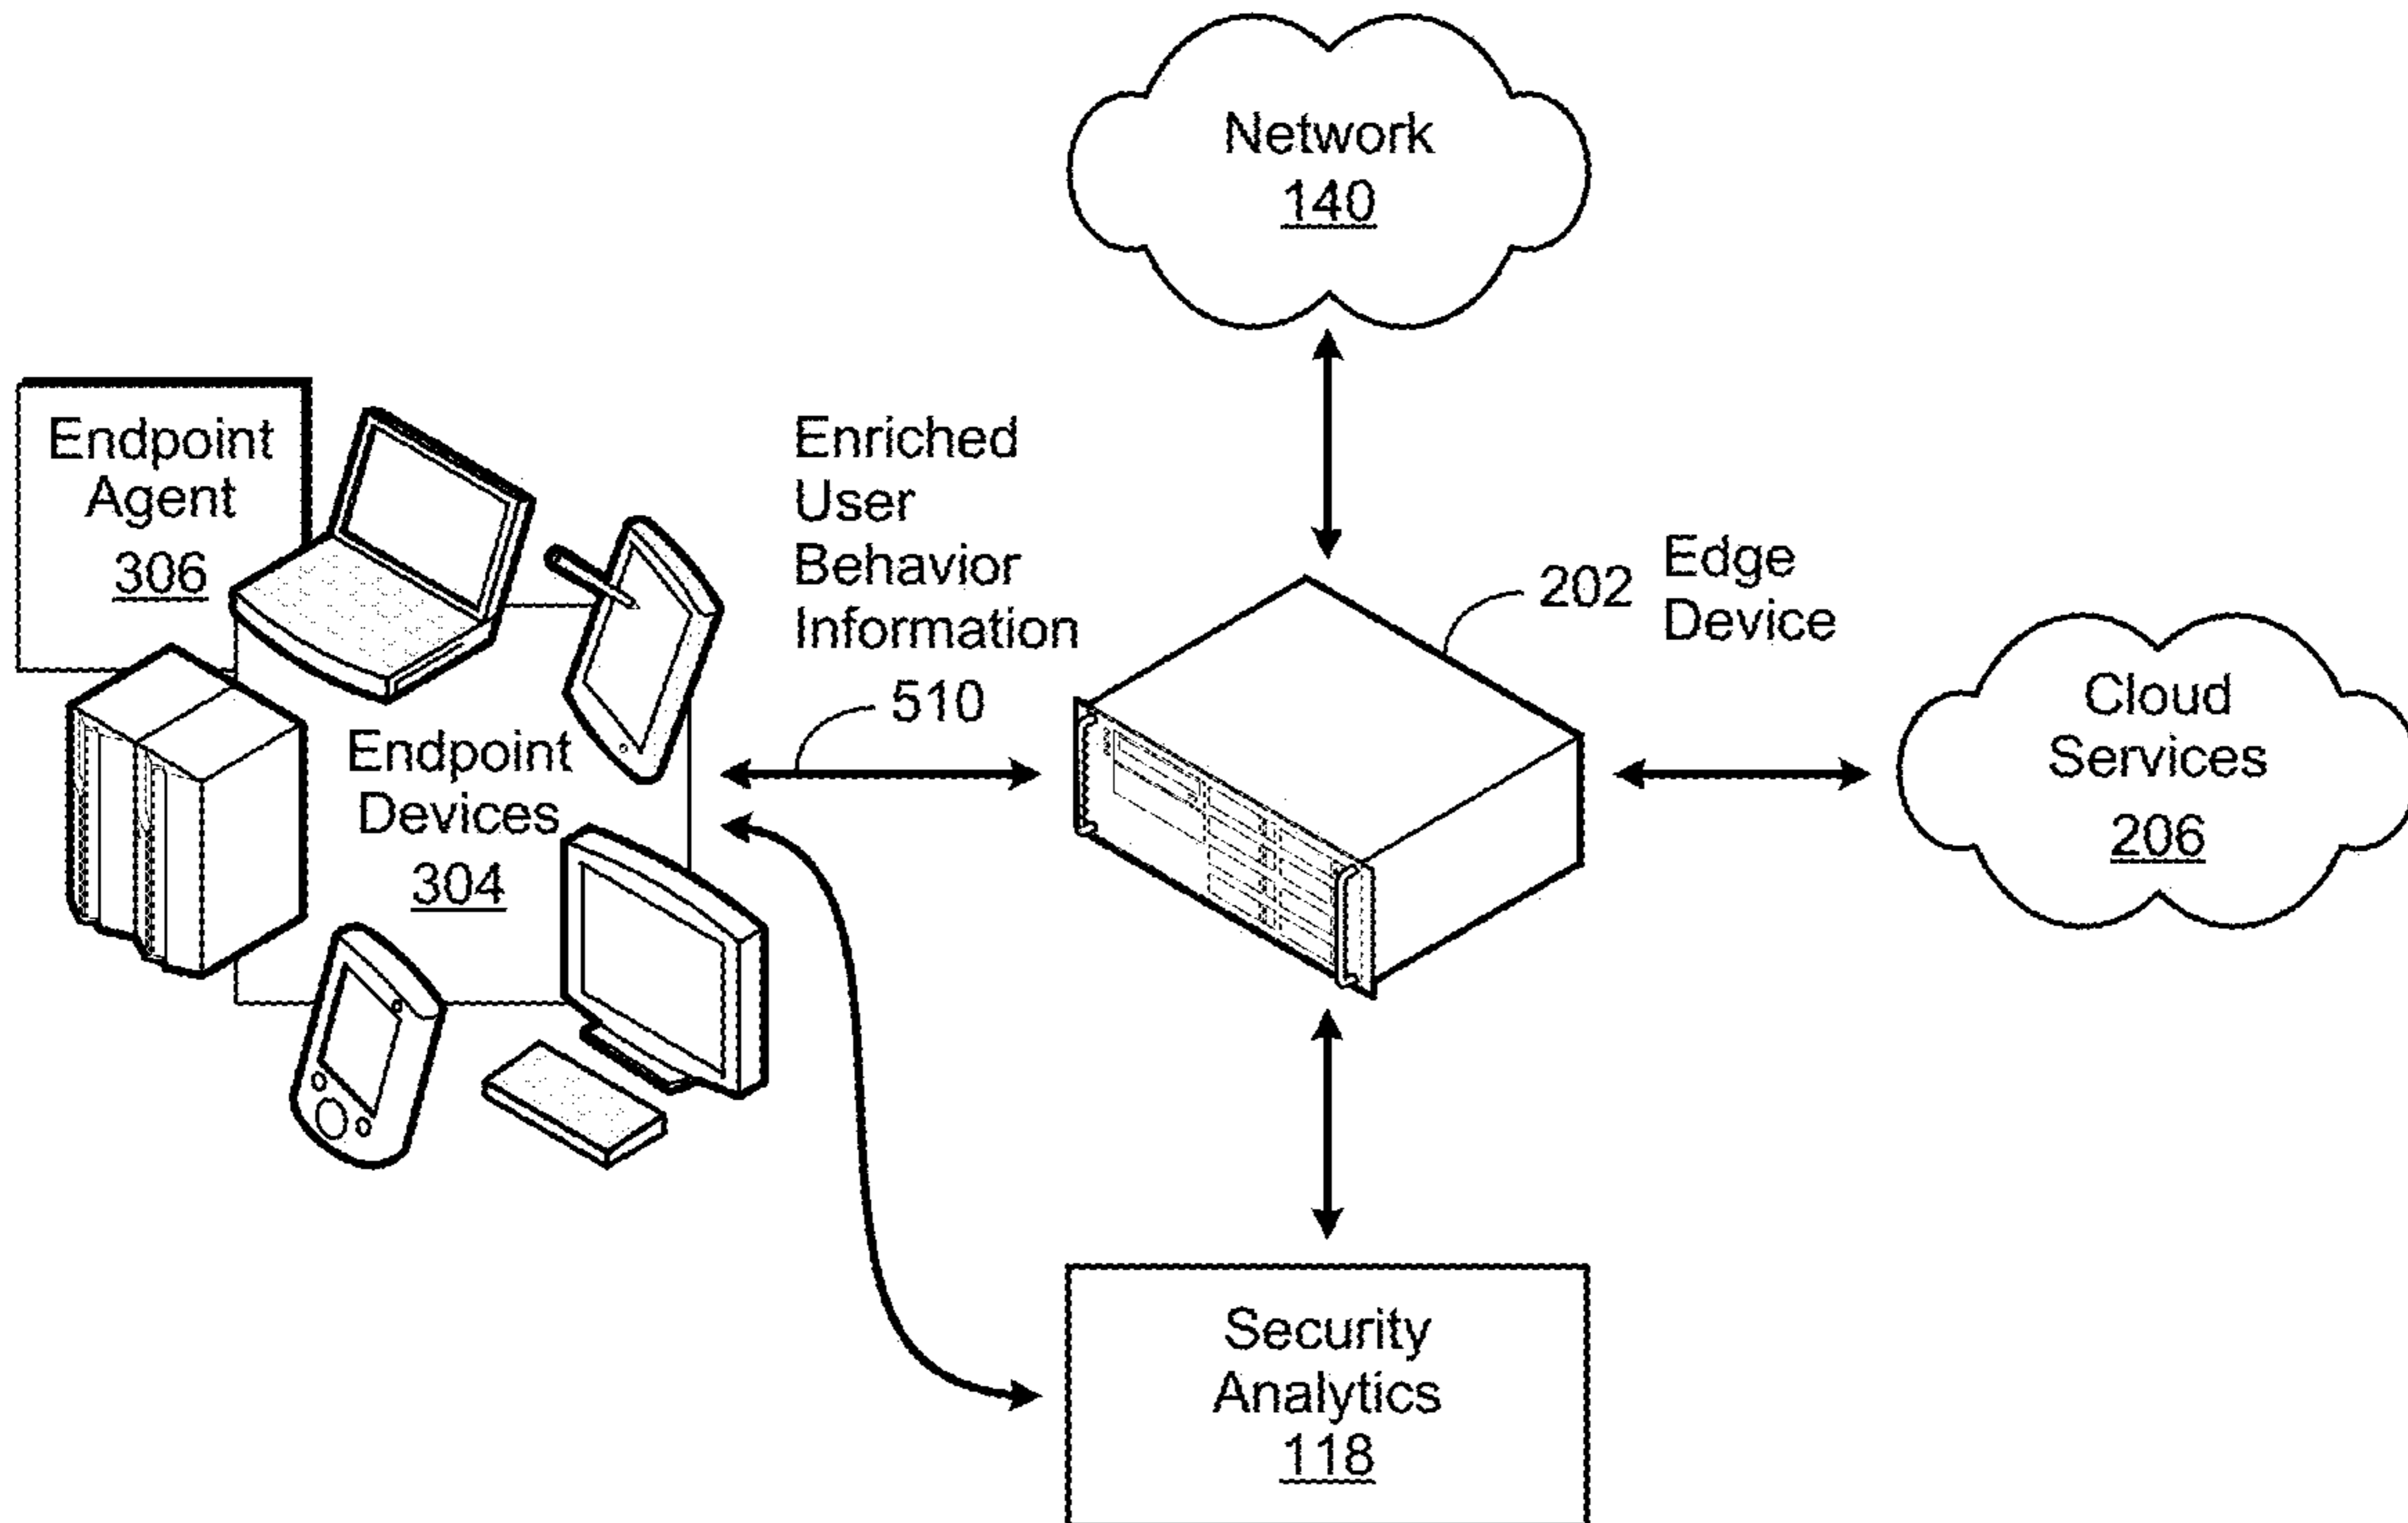 Network
140
Endpoint
Agent
306
Enriched
User
Behavior
Information
510
202
Edge
Device
Cloud
Services
206
Endpoint
Devices
304
Security
Analytics
118